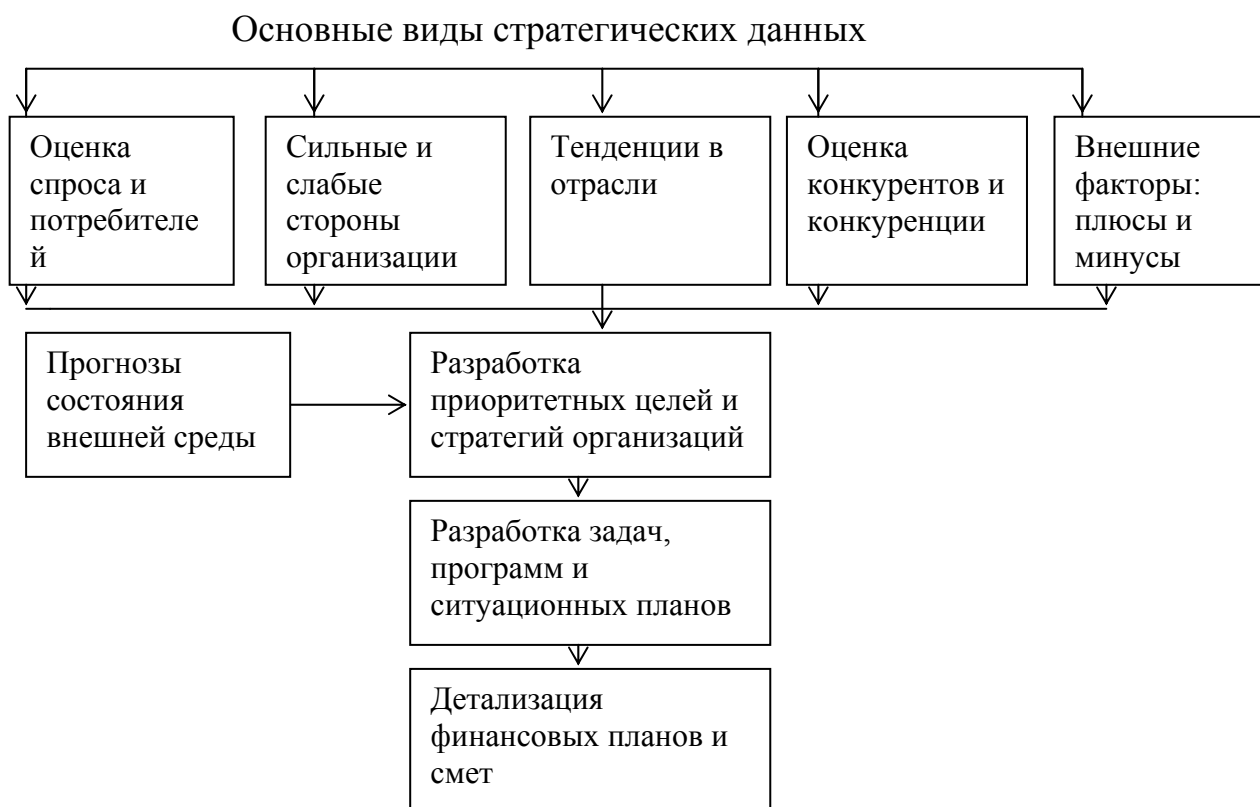 Основные виды стратегических данных
Оценка
спроса и
потребителе
й
Сильные и
слабые
стороны
организации
Тенденции в
отрасли
Оценка
конкурентов и
конкуренции
Внешние
факторы:
плюсы и
минусы
Прогнозы
состояния
внешней среды
Разработка
приоритетных целей и
стратегий организаций
Разработка задач,
программ и
ситуационных планов
Детализация
финансовых планов и
смет